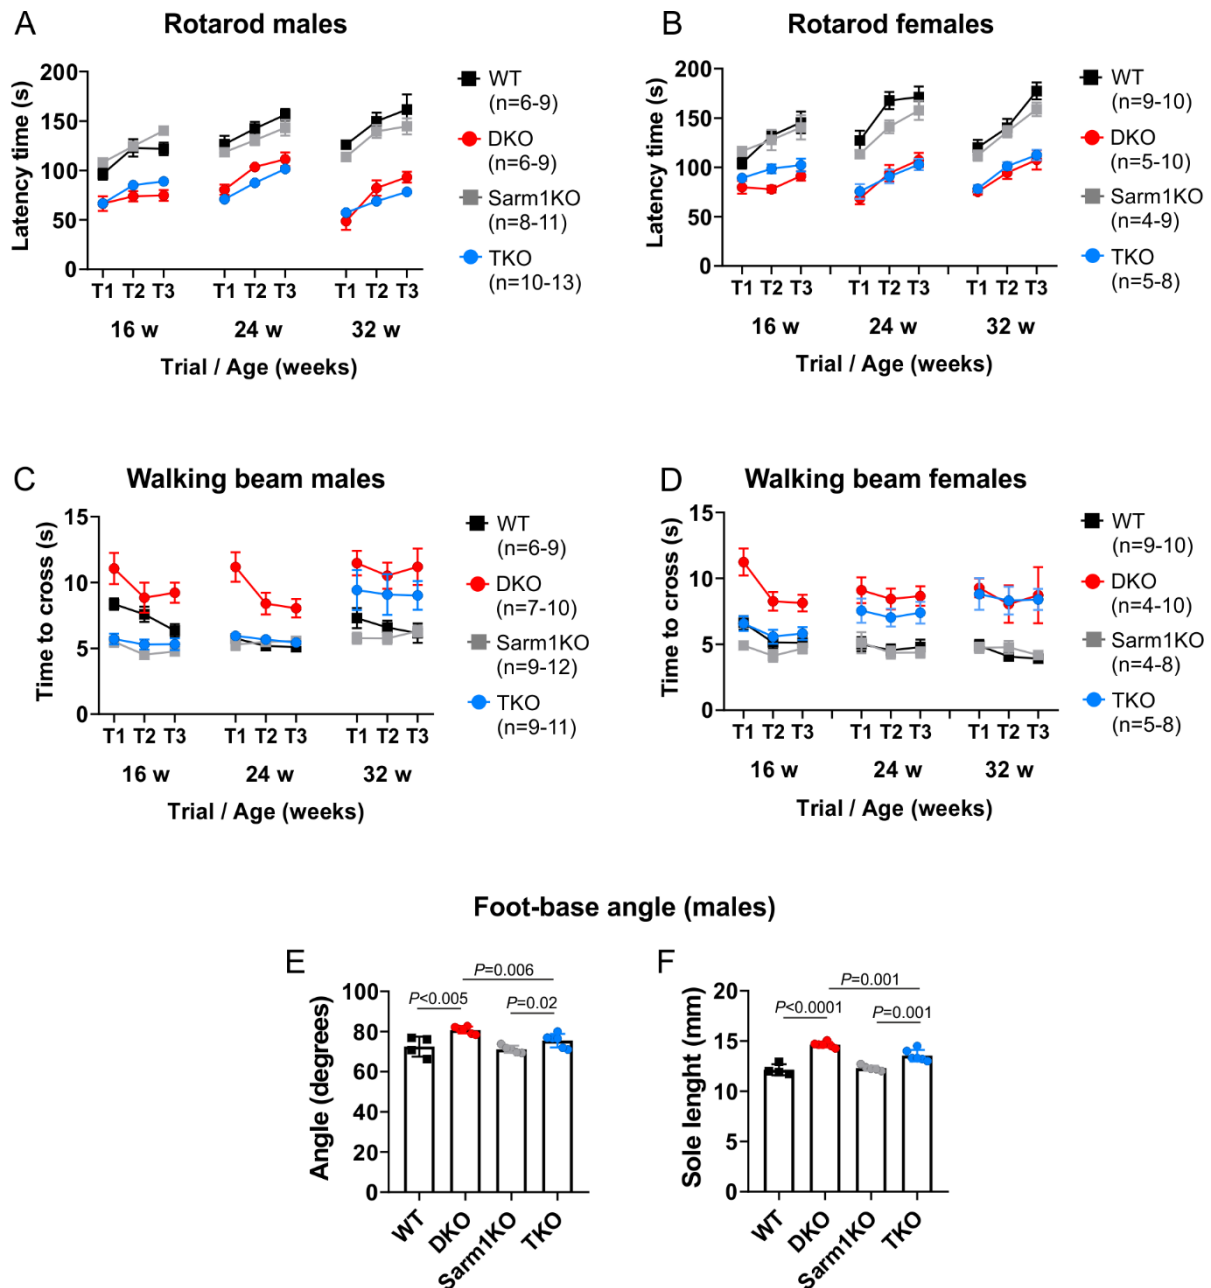 A
Rotarod males
Latency time (s)
200
150
100
50
0
T1 T2 T3
T1 T2 T3
T1 T2 T3
16 w
24 w
32 w
Trial / Age (weeks)
WT
(n=6-9)
DKO
(n=6-9)
Sarm1KO
(n=8-11)
TKO
(n=10-13)
B
Rotarod females
Latency time (s)
200
150
100
50
0
T1 T2 T3
T1 T2 T3
T1 T2 T3
16 w
24 w
32 w
Trial / Age (weeks)
WT
(n=9-10)
DKO
(n=5-10)
Sarm1KO
(n=4-9)
TKO
(n=5-8)
C
Walking beam males
Time to cross (s)
15
10
5
0
T1 T2 T3
T1 T2 T3
T1 T2 T3
16 w
24 w
32 w
Trial / Age (weeks)
WT
(n=6-9)
DKO
(n=7-10)
Sarm1KO
(n=9-12)
TKO
(n=9-11)
D
Walking beam females
Time to cross (s)
15
10
5
0
T1 T2 T3
T1 T2 T3
T1 T2 T3
16 w
24 w
32 w
Trial / Age (weeks)
WT
(n=9-10)
DKO
(n=4-10)
Sarm1KO
(n=4-8)
TKO
(n=5-8)
Foot-base angle (males)
E
Angle (degrees)
100
80
60
40
20
0
P=0.006
P<0.005
P=0.02
WT
DKO
Sarm1KO
TKO
F
Sole lenght (mm)
20
15
10
5
0
P=0.001
P<0.0001
P=0.001
WT
DKO
Sarm1KO
TKO